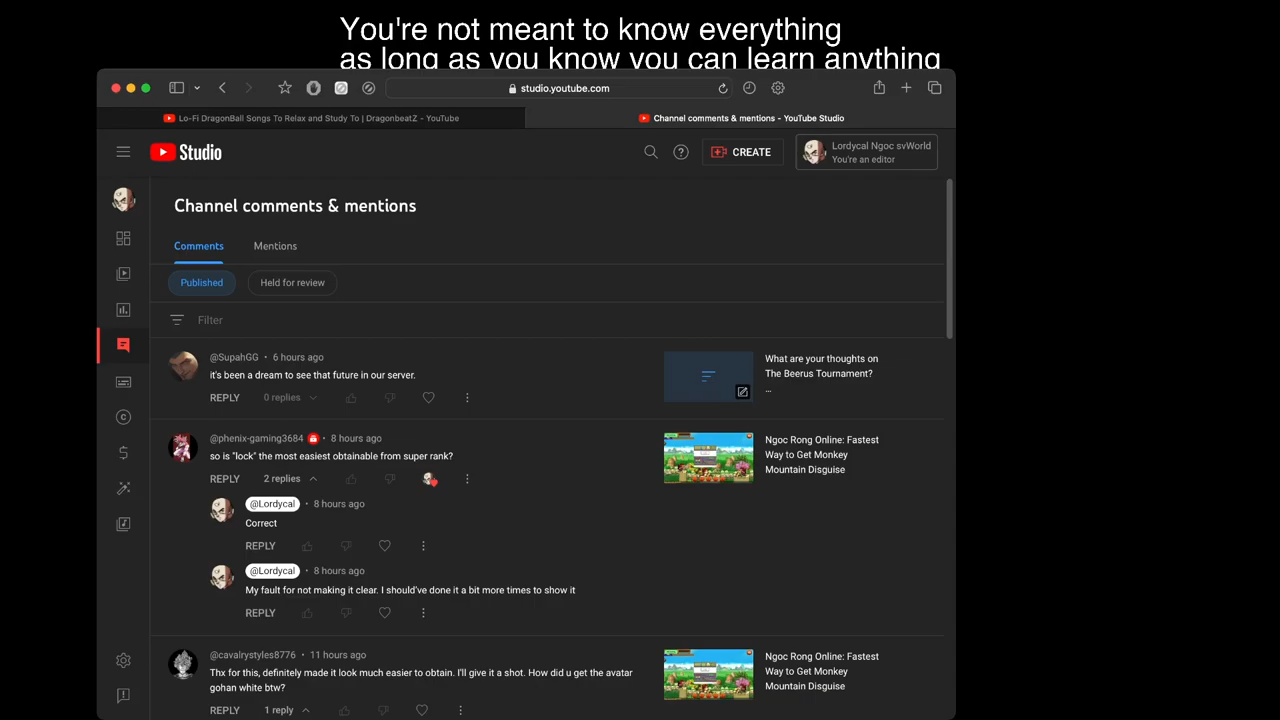 You're not meant to know everything
as long as you know you can learn anything
studio.youtube.com
Lo-Fi DragonBall Songs To Relax and Study To | DragonbeatZ - YouTube
Channel comments & mentions - YouTube Studio
Studio
CREATE
Lordycal Ngoc svWorld
You're an editor
Channel comments & mentions
Comments
Mentions
Published
Held for review
Filter
@SupahGG • 6 hours ago
it's been a dream to see that future in our server.
REPLY
0 replies
What are your thoughts on
The Beerus Tournament?
...
@phenix-gaming3684 • 8 hours ago
so is "lock" the most easiest obtainable from super rank?
REPLY
2 replies
Ngoc Rong Online: Fastest
Way to Get Monkey
Mountain Disguise
@Lordycal • 8 hours ago
Correct
REPLY
@Lordycal • 8 hours ago
My fault for not making it clear. I should've done it a bit more times to show it
REPLY
@cavalrystyles8776 • 11 hours ago
Thx for this, definitely made it look much easier to obtain. I'll give it a shot. How did u get the avatar
gohan white btw?
REPLY
1 reply
Ngoc Rong Online: Fastest
Way to Get Monkey
Mountain Disguise